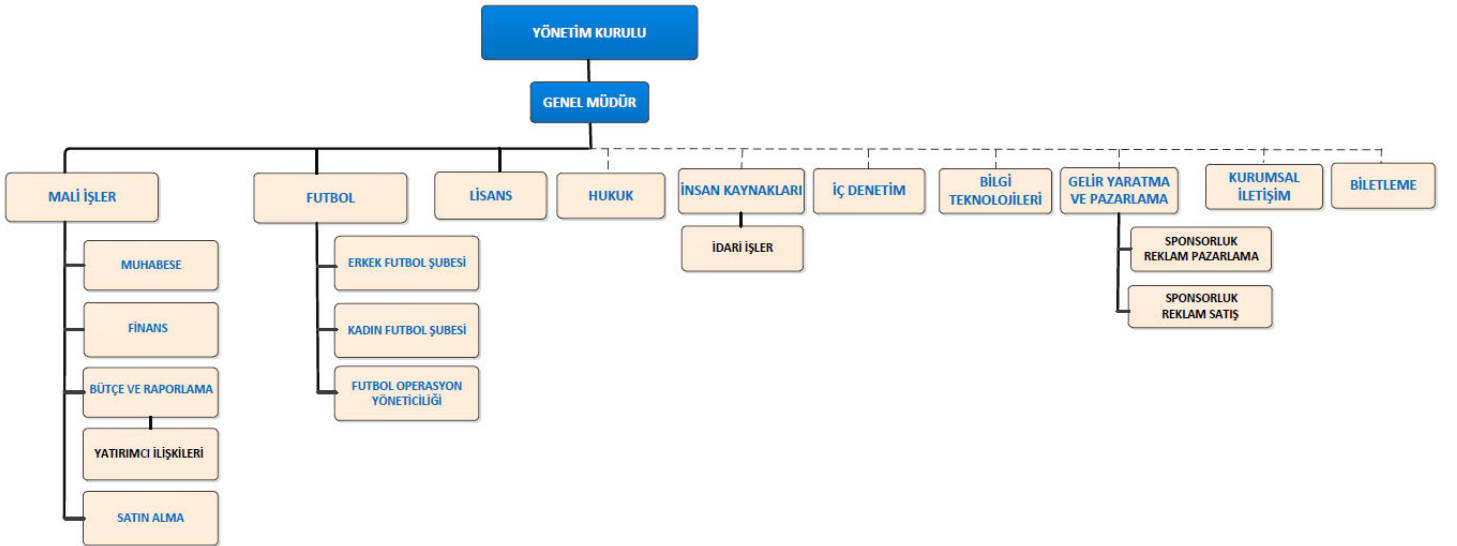 YÖNETİM KURULU
GENEL MÜDÜR
MALİ İŞLER
FUTBOL
LİSANS
HUKUK
İNSAN KAYNAKLARI
İÇ DENETİM
BİLGİ
TEKNOLOJİLERİ
GELİR YARATMA
VE PAZARLAMA
KURUMSAL
İLETİŞİM
BİLETLEME
MUHABESE
FİNANS
BÜTÇE VE RAPORLAMA
YATIRIMCI İLİŞKİLERİ
SATIN ALMA
ERKEK FUTBOL ŞUBESİ
KADIN FUTBOL ŞUBESİ
FUTBOL OPERASYON
YÖNETİCİLİĞİ
İDARİ İŞLER
SPONSORLUK
REKLAM PAZARLAMA
SPONSORLUK
REKLAM SATIŞ